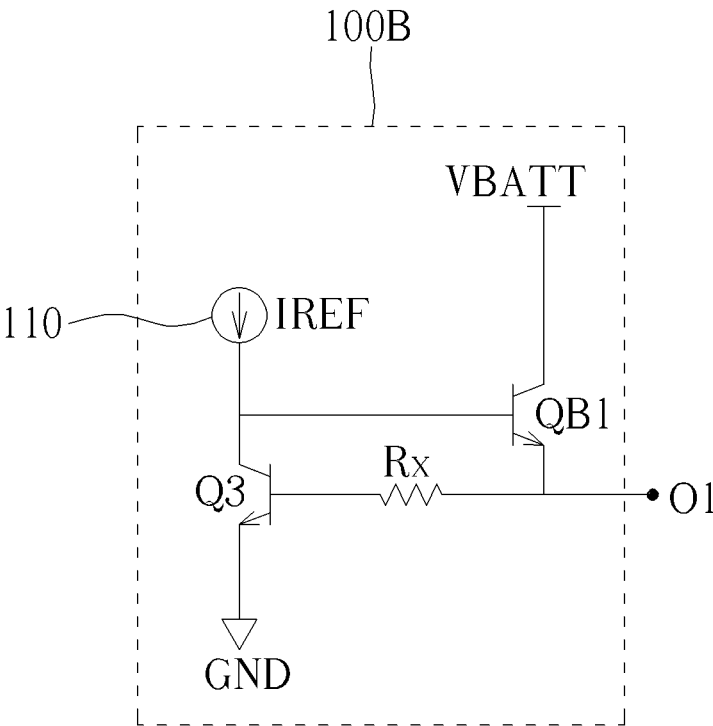 100B
VBATT
110
IREF
QB1
Rx
Q3
O1
GND